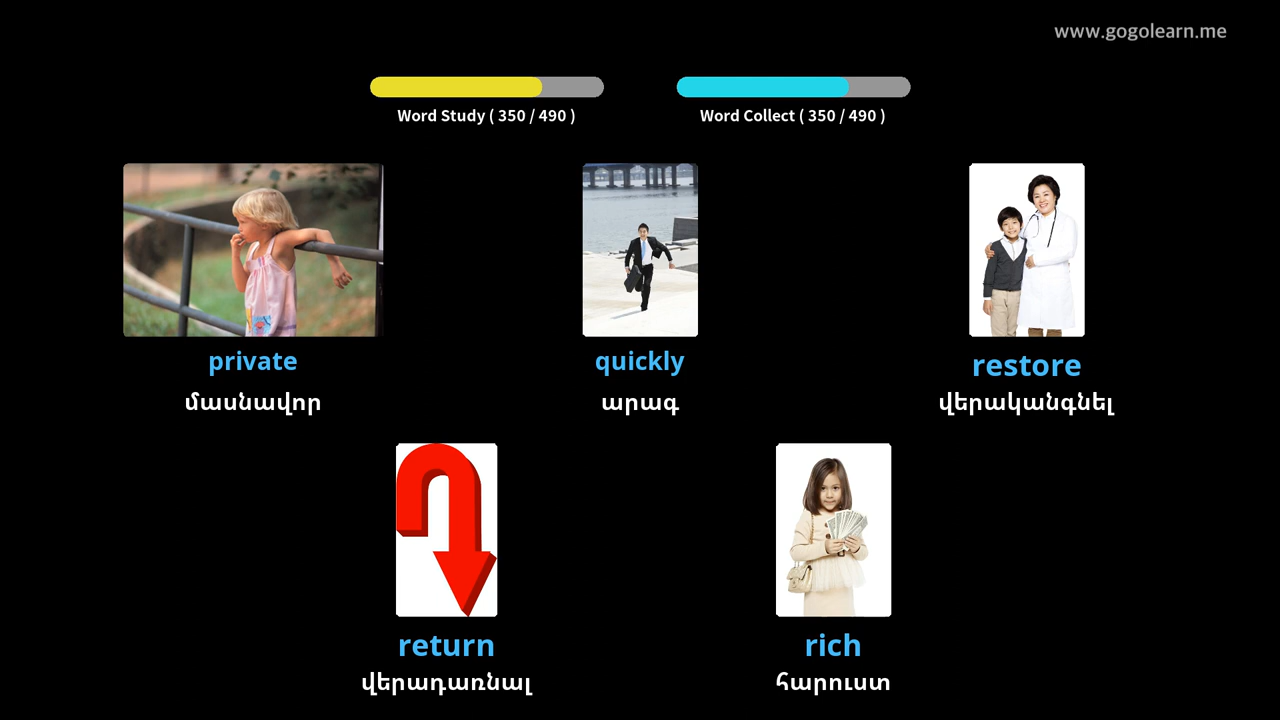 www.gogolearn.me
Word Study ( 350 / 490 )
Word Collect ( 350 / 490 )
private
մասնավոր
quickly
արագ
restore
վերականգնել
return
վերադառնալ
rich
հարուստ